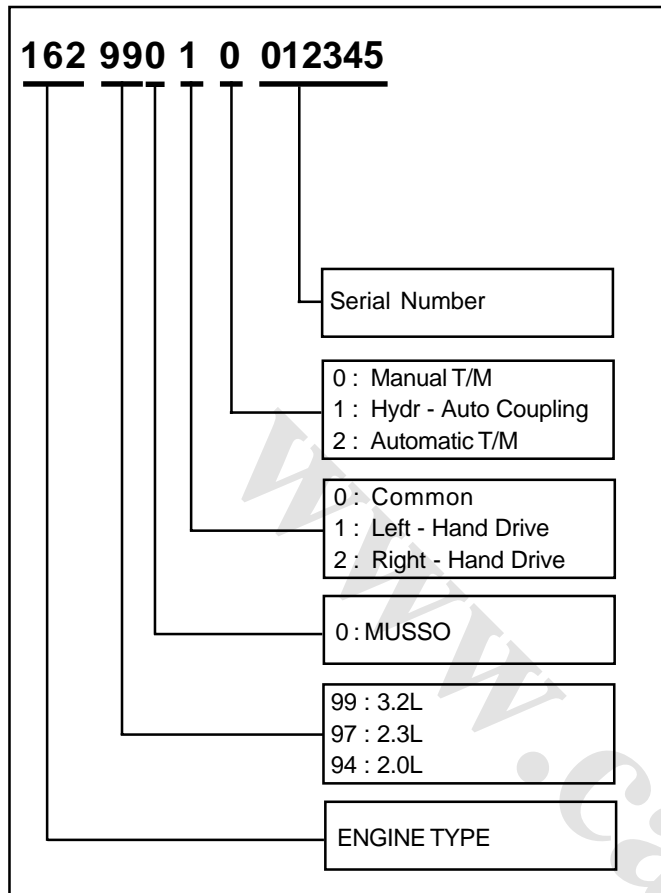 162 990 1 0 012345
Serial Number
0 : Manual T/M
1 : Hydr - Auto Coupling
2 : Automatic T/M
0 : Common
1 : Left - Hand Drive
2 : Right - Hand Drive
0 : MUSSO
99 : 3.2L
97 : 2.3L
94 : 2.0L
ENGINE TYPE
www.ca